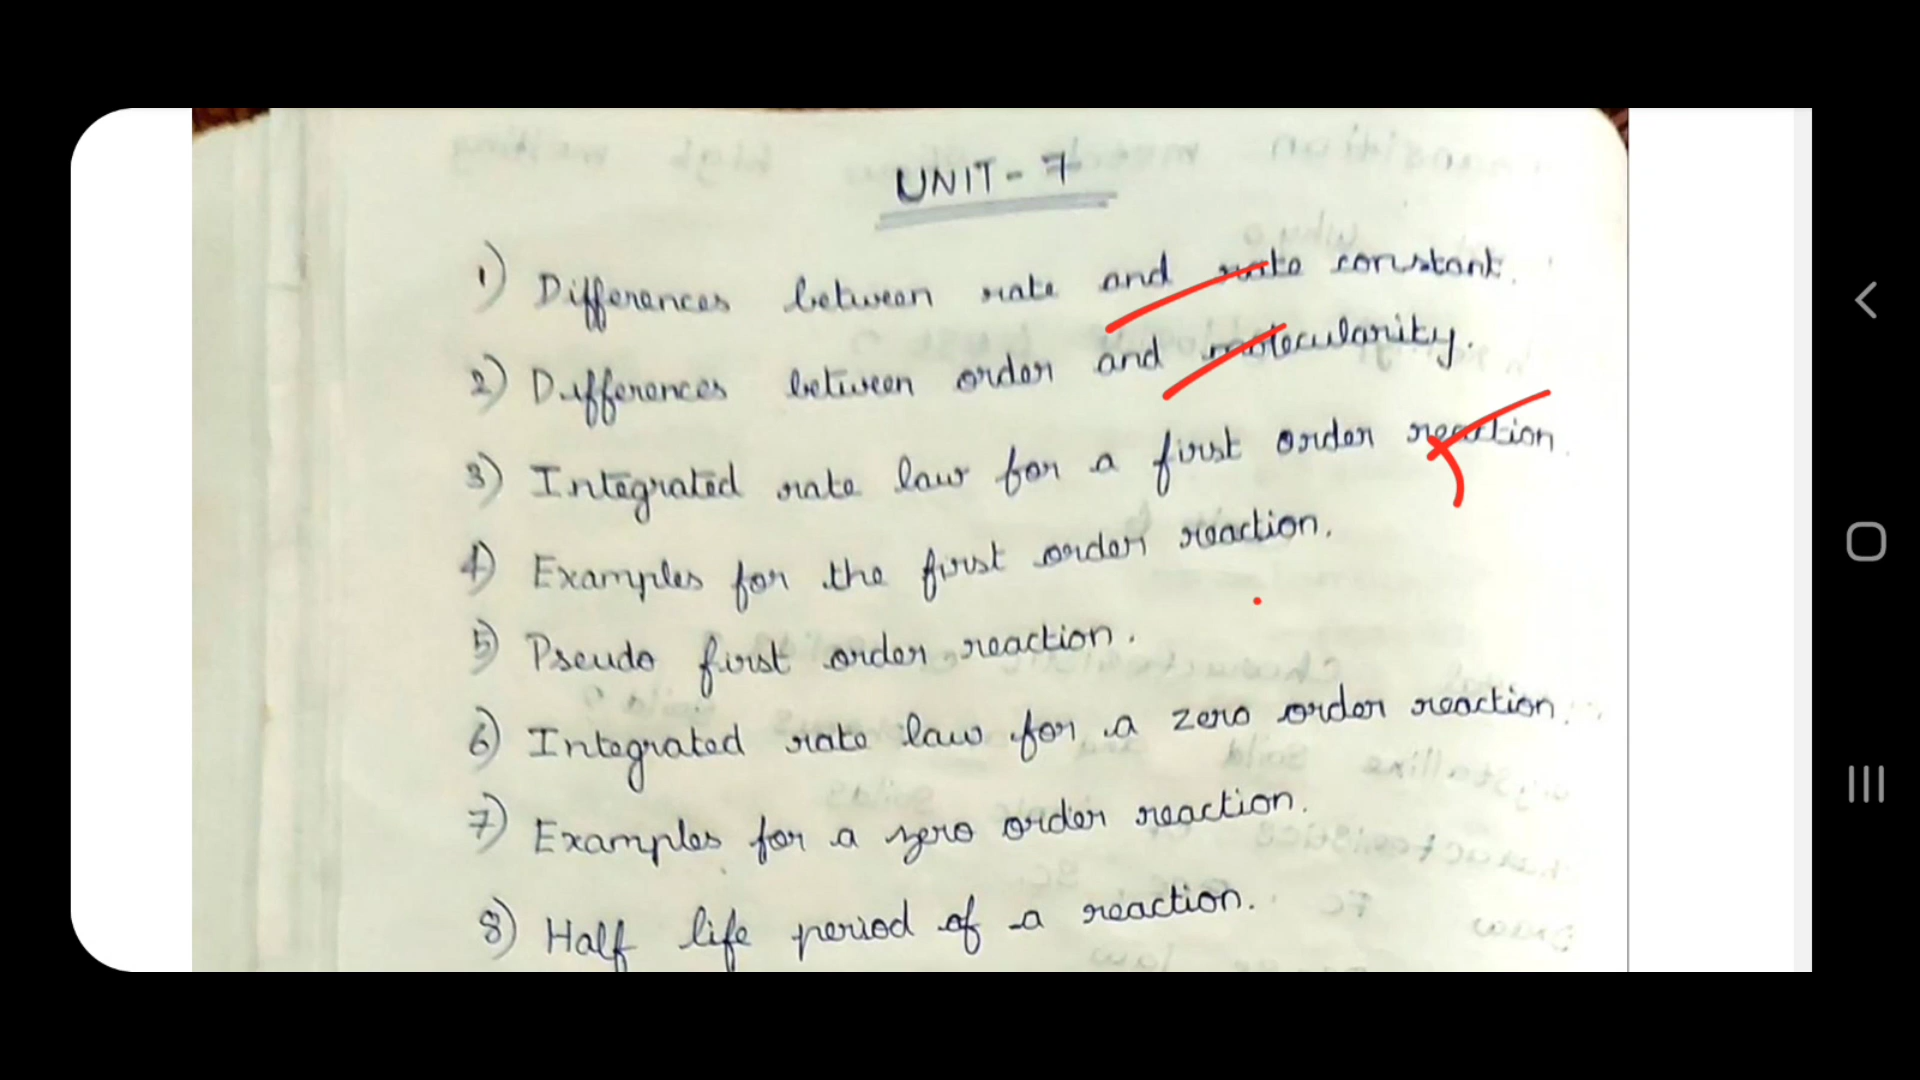 UNIT - 7
1) Differences between rate and rate constant.
2) Differences between order and molecularity.
3) Integrated rate law for a first order reaction.
4) Examples for the first order reaction.
5) Pseudo first order reaction.
6) Integrated rate law for a zero order reaction.
7) Examples for a zero order reaction.
8) Half life period of a reaction.